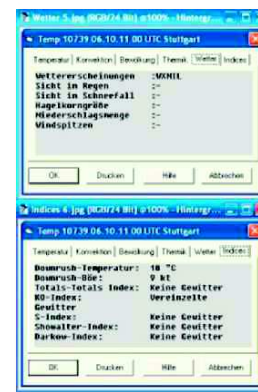 Wetter 5.jpg (RGB/24 Bit) @100% - Hintergr...
Temp 10739 06.10.11 00 UTC Stuttgart
Temperatur Konvektion Bewölkung Thermik Wetter Indices
Wettererscheinungen :WXMIL
Sicht im Regen :-
Sicht im Schneefall :-
Hagelkorngröße :-
Niederschlagsmenge :-
Windspitzen :-
OK Drucken Hilfe Abbrechen
Indices 6.jpg (RGB/24 Bit) @100% - Hintergr...
Temp 10739 06.10.11 00 UTC Stuttgart
Temperatur Konvektion Bewölkung Thermik Wetter Indices
Downrush-Temperatur: 10 °C
Downrush-Böe: 9 kt
Totals-Totals Index: Keine Gewitter
KO-Index: Vereinzelte
Gewitter
S-Index: Keine Gewitter
Showalter-Index: Keine Gewitter
Darkow-Index: Keine Gewitter
OK Drucken Hilfe Abbrechen